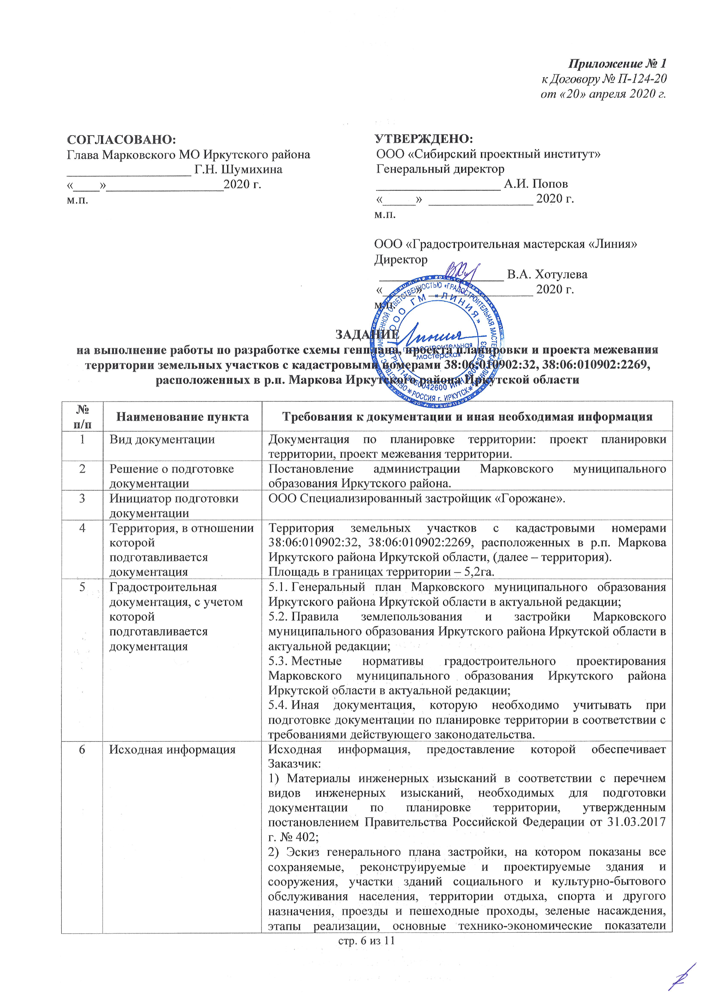 Приложение № 1
к Договору № П-124-20
от «20» апреля 2020 г.
СОГЛАСОВАНО:
Глава Марковского МО Иркутского района
___________________ Г.Н. Шумихина
«____»__________________2020 г.
м.п.
УТВЕРЖДЕНО:
ООО «Сибирский проектный институт»
Генеральный директор
___________________ А.И. Попов
«_____» ________________ 2020 г.
м.п.
ООО «Градостроительная мастерская «Линия»
Директор
___________________ В.А. Хотулева
«_____» ________________ 2020 г.
м.п.
ООО ГМ «ЛИНИЯ»
Линия
градостроительная
мастерская
РОССИЯ г. ИРКУТСК
ЗАДАНИЕ
на выполнение работы по разработке схемы генплана, проекта планировки и проекта межевания
территории земельных участков с кадастровыми номерами 38:06:010902:32, 38:06:010902:2269,
расположенных в р.п. Маркова Иркутского района Иркутской области
№
п/п
Наименование пункта
Требования к документации и иная необходимая информация
1
Вид документации
Документация по планировке территории: проект планировки
территории, проект межевания территории.
2
Решение о подготовке
документации
Постановление администрации Марковского муниципального
образования Иркутского района.
3
Инициатор подготовки
документации
ООО Специализированный застройщик «Горожане».
4
Территория, в отношении
которой
подготавливается
документация
Территория земельных участков с кадастровыми номерами
38:06:010902:32, 38:06:010902:2269, расположенных в р.п. Маркова
Иркутского района Иркутской области, (далее – территория).
Площадь в границах территории – 5,2га.
5
Градостроительная
документация, с учетом
которой
подготавливается
документация
5.1. Генеральный план Марковского муниципального образования
Иркутского района Иркутской области в актуальной редакции;
5.2. Правила землепользования и застройки Марковского
муниципального образования Иркутского района Иркутской области в
актуальной редакции;
5.3. Местные нормативы градостроительного проектирования
Марковского муниципального образования Иркутского района
Иркутской области в актуальной редакции;
5.4. Иная документация, которую необходимо учитывать при
подготовке документации по планировке территории в соответствии с
требованиями действующего законодательства.
6
Исходная информация
Исходная информация, предоставление которой обеспечивает
Заказчик:
1) Материалы инженерных изысканий в соответствии с перечнем
видов инженерных изысканий, необходимых для подготовки
документации по планировке территории, утвержденным
постановлением Правительства Российской Федерации от 31.03.2017
г. № 402;
2) Эскиз генерального плана застройки, на котором показаны все
сохраняемые, реконструируемые и проектируемые здания и
сооружения, участки зданий социального и культурно-бытового
обслуживания населения, территории отдыха, спорта и другого
назначения, проезды и пешеходные проходы, зеленые насаждения,
этапы реализации, основные технико-экономические показатели
стр. 6 из 11